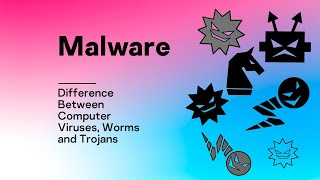 Malware
Difference
Between
Computer
Viruses, Worms
and Trojans